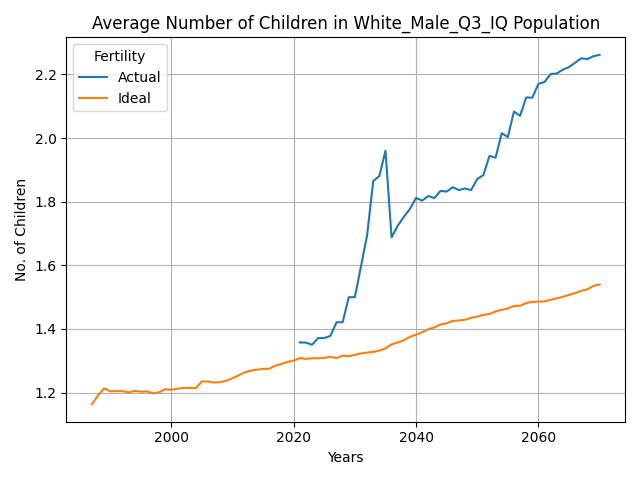 Average Number of Children in White_Male_Q3_IQ Population
Fertility
Actual
Ideal
No. of Children
2.2
2.0
1.8
1.6
1.4
1.2
2000
2020
2040
2060
Years